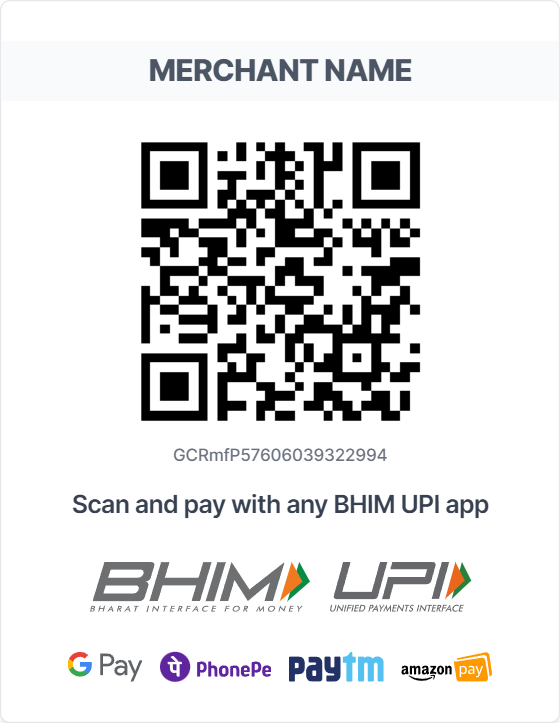 MERCHANT NAME
GCRmfP57606039322994
Scan and pay with any BHIM UPI app
BHIM UPI
BHARAT INTERFACE FOR MONEY UNIFIED PAYMENTS INTERFACE
G Pay PhonePe paytm amazon pay